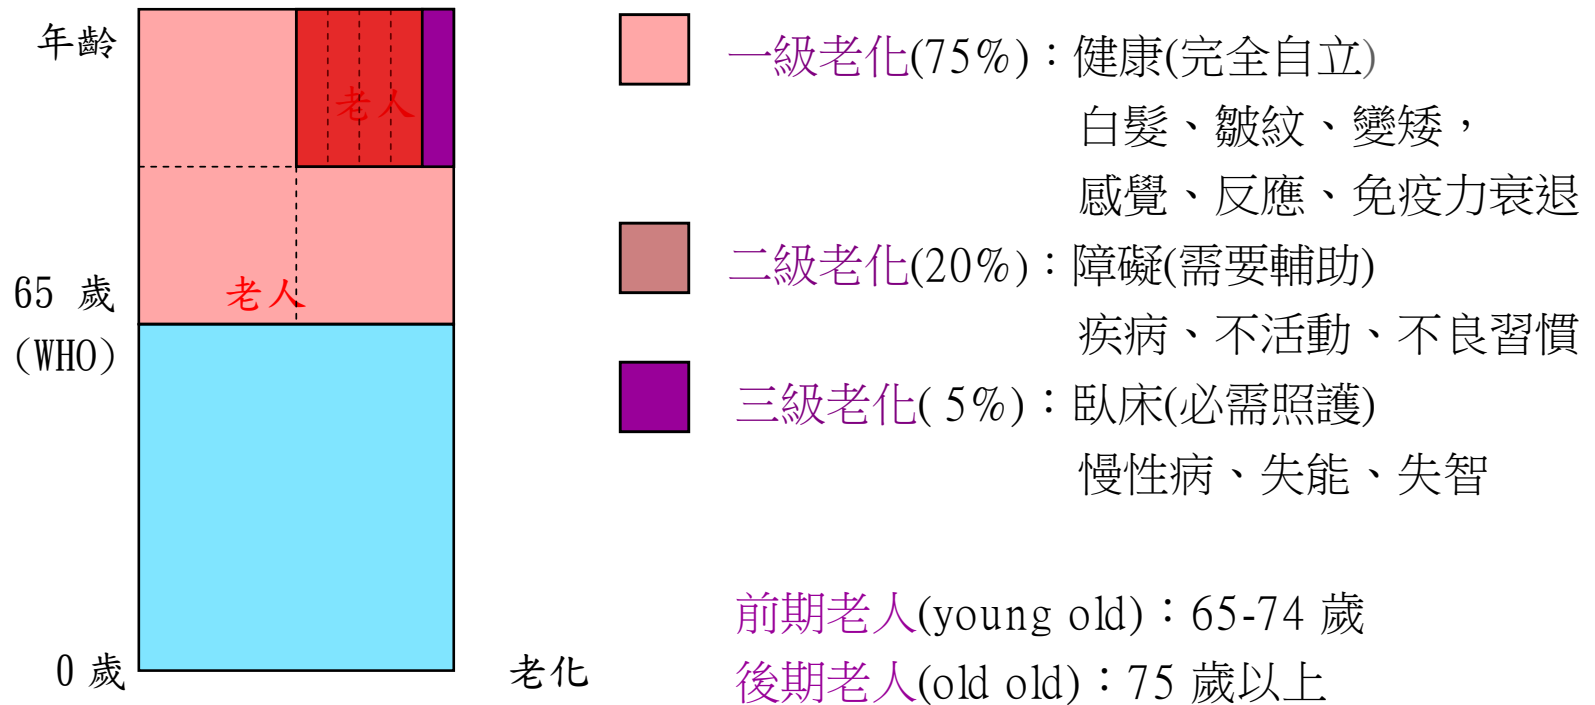 年齡
老人
65 歲
(WHO)
老人
0 歲
老化
一級老化(75%)：健康(完全自立)
白髮、皺紋、變矮，
感覺、反應、免疫力衰退
二級老化(20%)：障礙(需要輔助)
疾病、不活動、不良習慣
三級老化( 5%)：臥床(必需照護)
慢性病、失能、失智
前期老人(young old)：65-74 歲
後期老人(old old)：75 歲以上